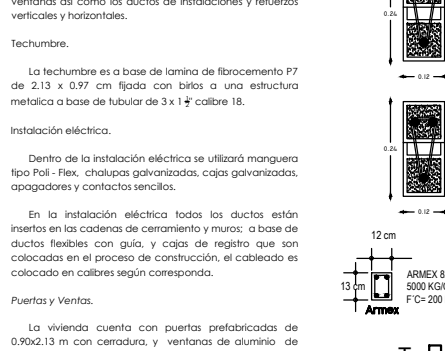 ventanas así como los ductos de instalaciones y refuerzos
verticales y horizontales.
Techumbre.
La techumbre es a base de lamina de fibrocemento P7
de 2.13 x 0.97 cm fijada con birlos a una estructura
metalica a base de tubular de 3 x 1 ½" calibre 18.
Instalación eléctrica.
Dentro de la instalación eléctrica se utilizará manguera
tipo Poli - Flex, chalupas galvanizadas, cajas galvanizadas,
apagadores y contactos sencillos.
En la instalación eléctrica todos los ductos están
insertos en las cadenas de cerramiento y muros; a base de
ductos flexibles con guía, y cajas de registro que son
colocadas en el proceso de construcción, el cableado es
colocado en calibres según corresponda.
Puertas y Ventas.
La vivienda cuenta con puertas prefabricadas de
0.90x2.13 m con cerradura, y ventanas de aluminio de
0.24
0.12
0.24
0.12
12 cm
13 cm
ARMEX 8
5000 KG/
F´C= 200
Armex